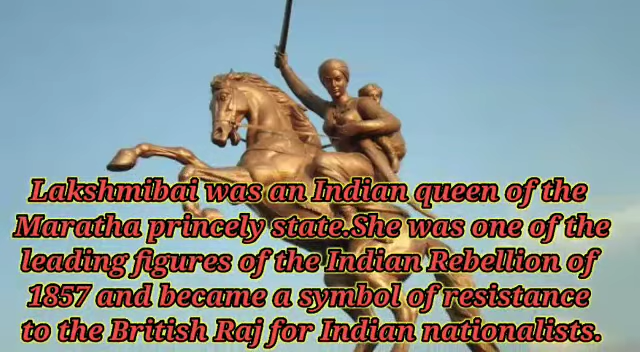 Lakshmibai was an Indian queen of the
Maratha princely state.She was one of the
leading figures of the Indian Rebellion of
1857 and became a symbol of resistance
to the British Raj for Indian nationalists.